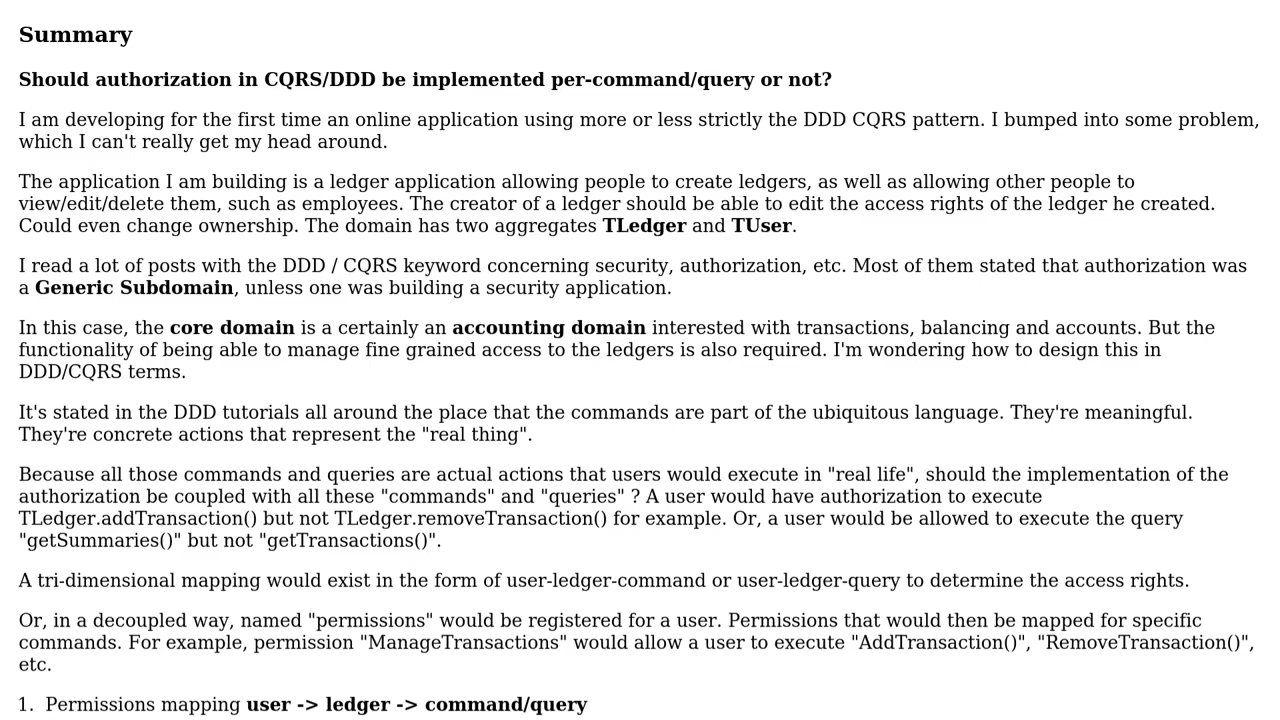 Summary
Should authorization in CQRS/DDD be implemented per-command/query or not?
I am developing for the first time an online application using more or less strictly the DDD CQRS pattern. I bumped into some problem,
which I can't really get my head around.
The application I am building is a ledger application allowing people to create ledgers, as well as allowing other people to
view/edit/delete them, such as employees. The creator of a ledger should be able to edit the access rights of the ledger he created.
Could even change ownership. The domain has two aggregates TLedger and TUser.
I read a lot of posts with the DDD / CQRS keyword concerning security, authorization, etc. Most of them stated that authorization was
a Generic Subdomain, unless one was building a security application.
In this case, the core domain is a certainly an accounting domain interested with transactions, balancing and accounts. But the
functionality of being able to manage fine grained access to the ledgers is also required. I'm wondering how to design this in
DDD/CQRS terms.
It's stated in the DDD tutorials all around the place that the commands are part of the ubiquitous language. They're meaningful.
They're concrete actions that represent the "real thing".
Because all those commands and queries are actual actions that users would execute in "real life", should the implementation of the
authorization be coupled with all these "commands" and "queries" ? A user would have authorization to execute
TLedger.addTransaction() but not TLedger.removeTransaction() for example. Or, a user would be allowed to execute the query
"getSummaries()" but not "getTransactions()".
A tri-dimensional mapping would exist in the form of user-ledger-command or user-ledger-query to determine the access rights.
Or, in a decoupled way, named "permissions" would be registered for a user. Permissions that would then be mapped for specific
commands. For example, permission "ManageTransactions" would allow a user to execute "AddTransaction()", "RemoveTransaction()",
etc.
1. Permissions mapping user -> ledger -> command/query